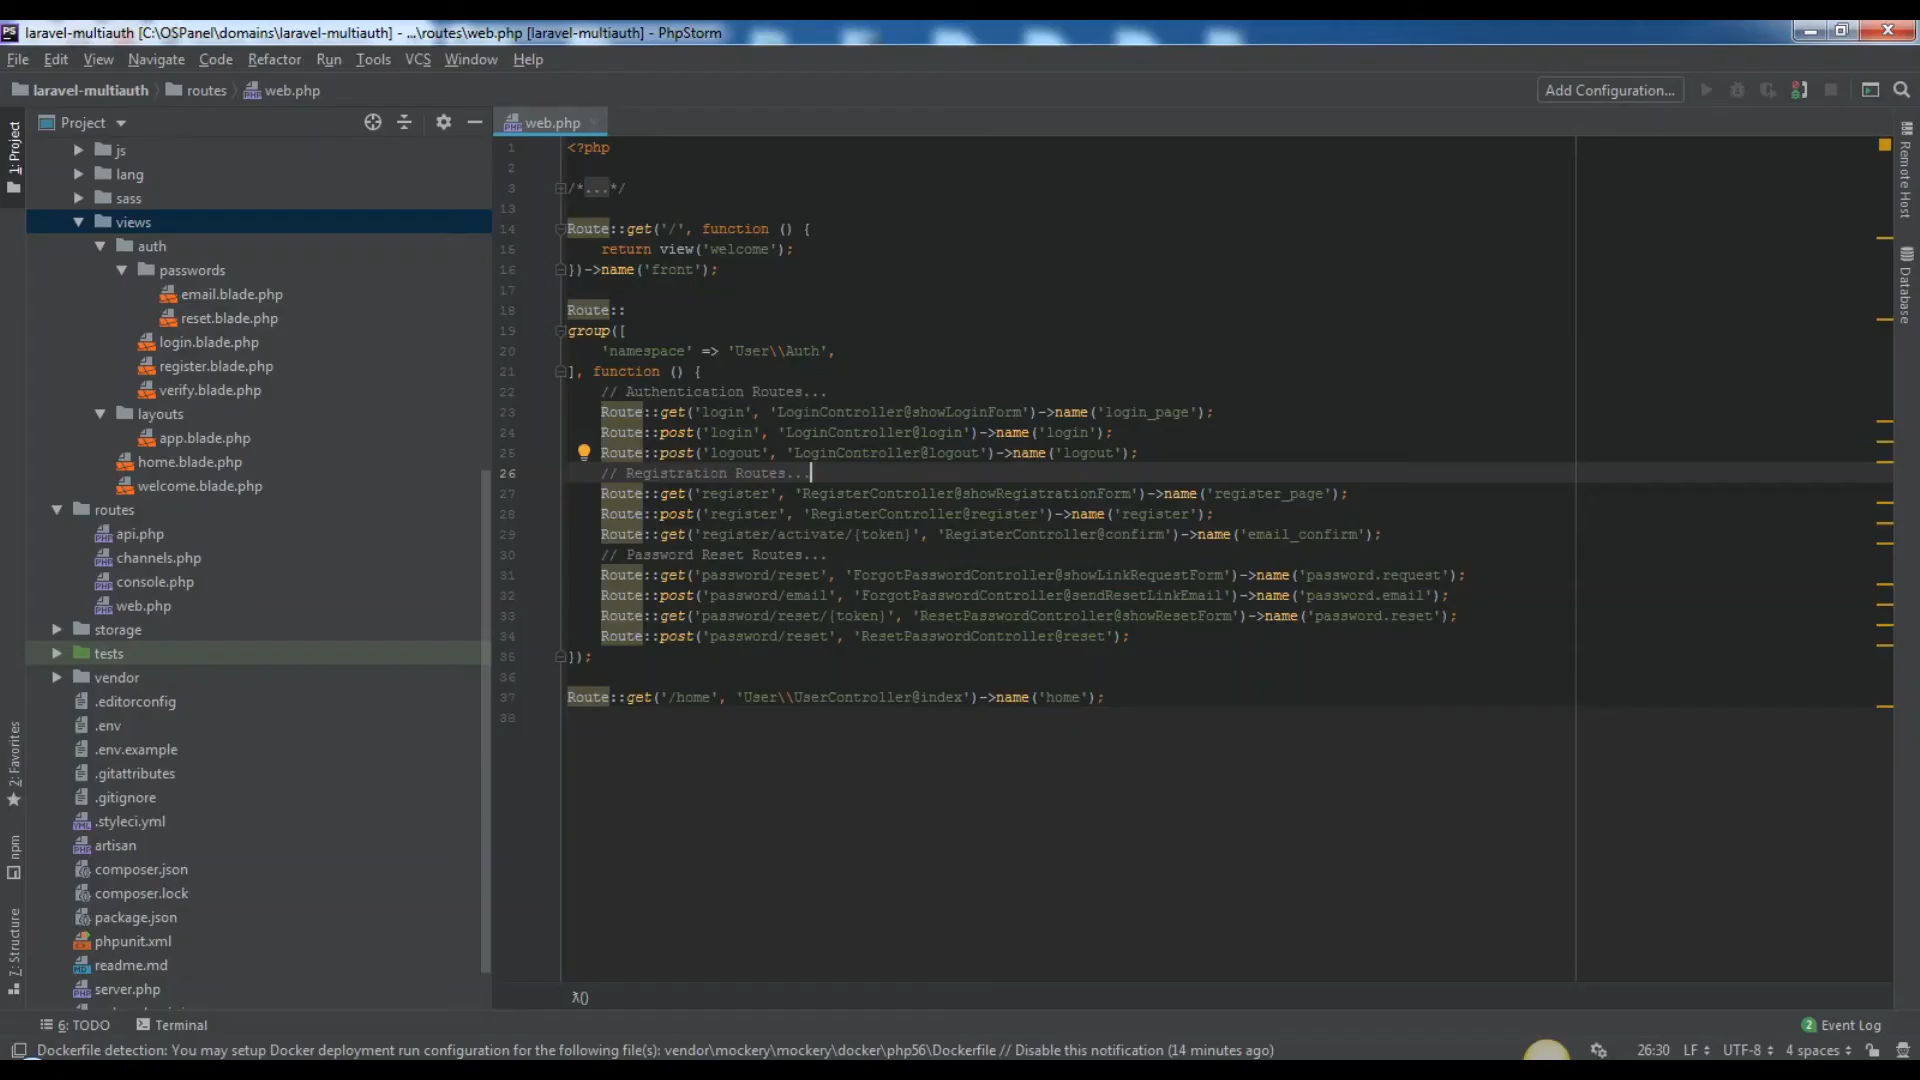 laravel-multiauth [C:\OSPanel\domains\laravel-multiauth] - ...\routes\web.php [laravel-multiauth] - PhpStorm
File Edit View Navigate Code Refactor Run Tools VCS Window Help
laravel-multiauth routes web.php Add Configuration...
Project web.php
1: Project
2: Favorites
npm
7: Structure
Remote Host
Database
js
lang
sass
views
auth
passwords
email.blade.php
reset.blade.php
login.blade.php
register.blade.php
verify.blade.php
layouts
app.blade.php
home.blade.php
welcome.blade.php
routes
api.php
channels.php
console.php
web.php
storage
tests
vendor
.editorconfig
.env
.env.example
.gitattributes
.gitignore
.styleci.yml
artisan
composer.json
composer.lock
package.json
phpunit.xml
readme.md
server.php
1 <?php
2
3 /*...*/
13
14 Route::get('/', function () {
15 return view('welcome');
16 })->name('front');
17
18 Route::
19 group([
20 'namespace' => 'User\\Auth',
21 ], function () {
22 // Authentication Routes...
23 Route::get('login', 'LoginController@showLoginForm')->name('login_page');
24 Route::post('login', 'LoginController@login')->name('login');
25 Route::post('logout', 'LoginController@logout')->name('logout');
26 // Registration Routes...
27 Route::get('register', 'RegisterController@showRegistrationForm')->name('register_page');
28 Route::post('register', 'RegisterController@register')->name('register');
29 Route::get('register/activate/{token}', 'RegisterController@confirm')->name('email_confirm');
30 // Password Reset Routes...
31 Route::get('password/reset', 'ForgotPasswordController@showLinkRequestForm')->name('password.request');
32 Route::post('password/email', 'ForgotPasswordController@sendResetLinkEmail')->name('password.email');
33 Route::get('password/reset/{token}', 'ResetPasswordController@showResetForm')->name('password.reset');
34 Route::post('password/reset', 'ResetPasswordController@reset');
35 });
36
37 Route::get('/home', 'User\\UserController@index')->name('home');
38
λ()
6: TODO Terminal 2 Event Log
Dockerfile detection: You may setup Docker deployment run configuration for the following file(s): vendor\mockery\mockery\docker\php56\Dockerfile // Disable this notification (14 minutes ago) 26:30 LF UTF-8 4 spaces